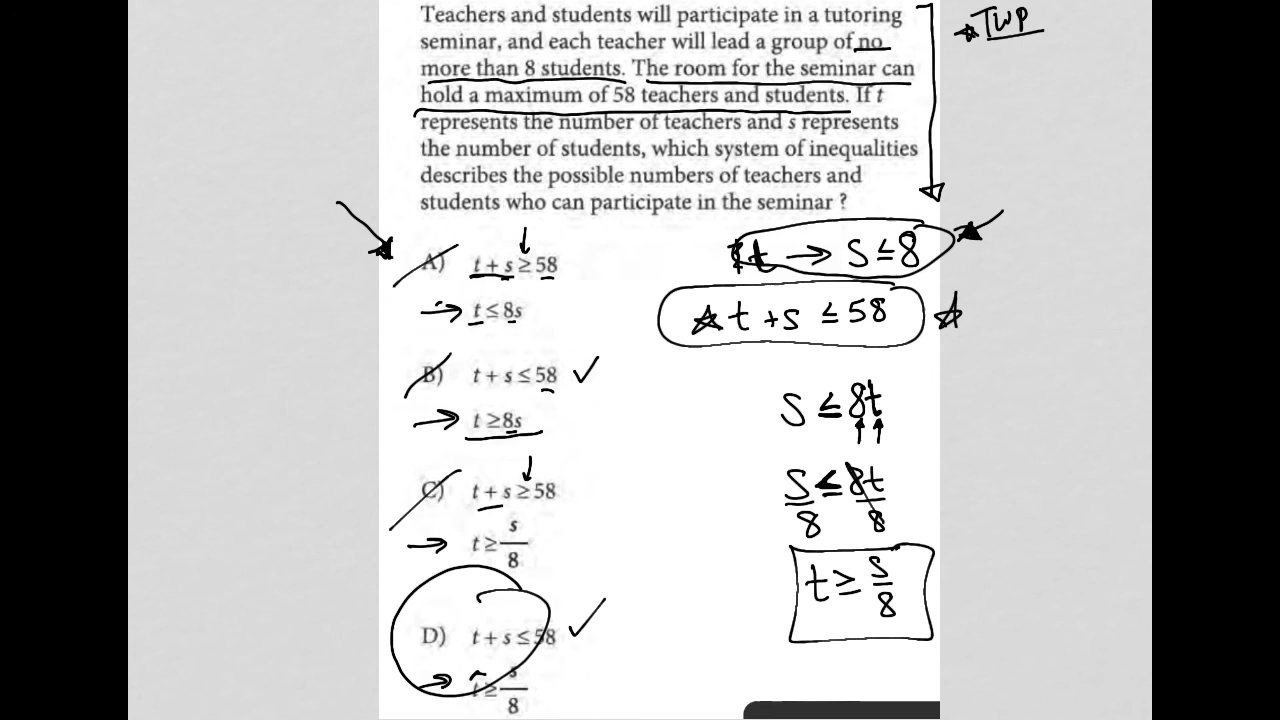 Teachers and students will participate in a tutoring
seminar, and each teacher will lead a group of no
more than 8 students. The room for the seminar can
hold a maximum of 58 teachers and students. If t
represents the number of teachers and s represents
the number of students, which system of inequalities
describes the possible numbers of teachers and
students who can participate in the seminar ?
A) t + s ≥ 58
→ t ≤ 8s
B) t + s ≤ 58 ✓
→ t ≥ 8s
C) t + s ≥ 58
→ t ≥ s/8
D) t + s ≤ 58 ✓
→ t ≥ s/8
TWP
1t → S ≤ 8
t + s ≤ 58
S ≤ 8t
S/8 ≤ 8t/8
t ≥ s/8